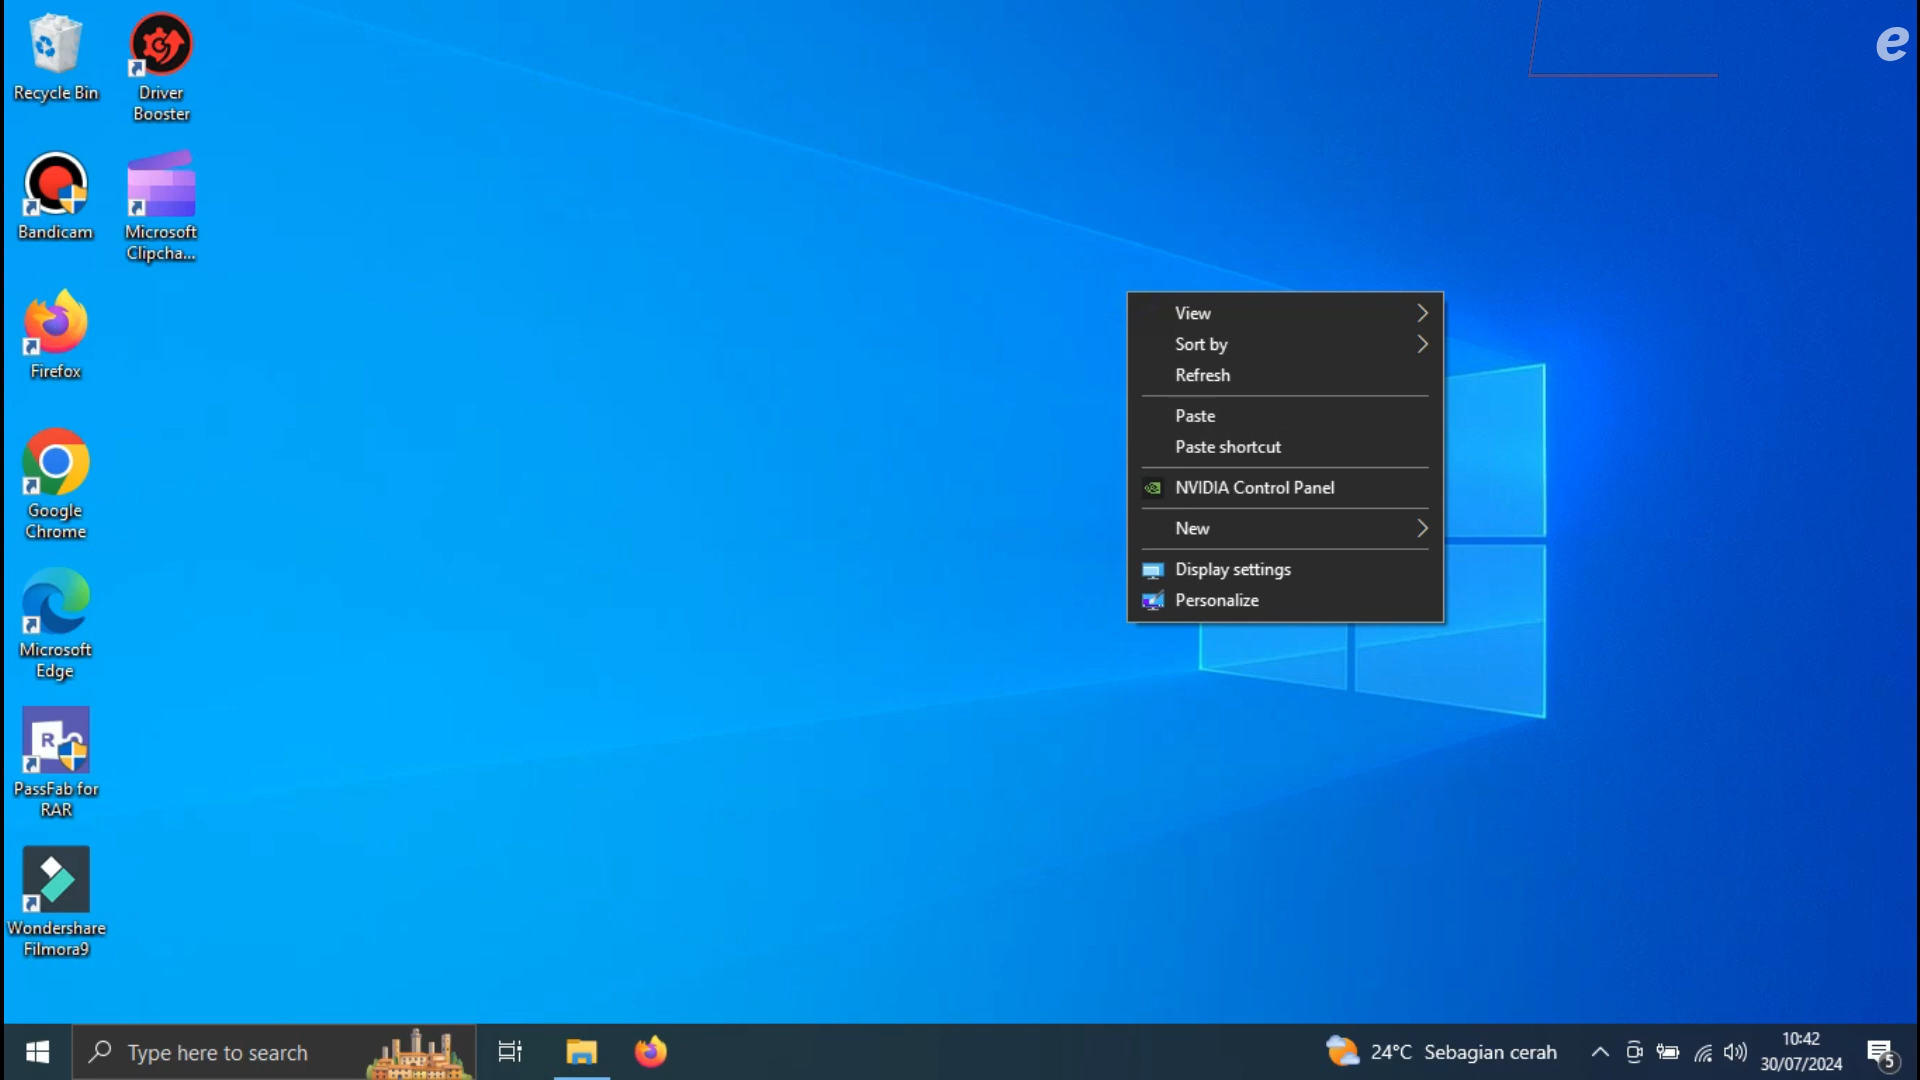 Recycle Bin
Driver
Booster
Bandicam
Microsoft
Clipcha...
Firefox
Google
Chrome
Microsoft
Edge
R
PassFab for
RAR
Wondershare
Filmora9
View
Sort by
Refresh
Paste
Paste shortcut
NVIDIA Control Panel
New
Display settings
Personalize
e
Type here to search
24°C Sebagian cerah
10:42
30/07/2024
5